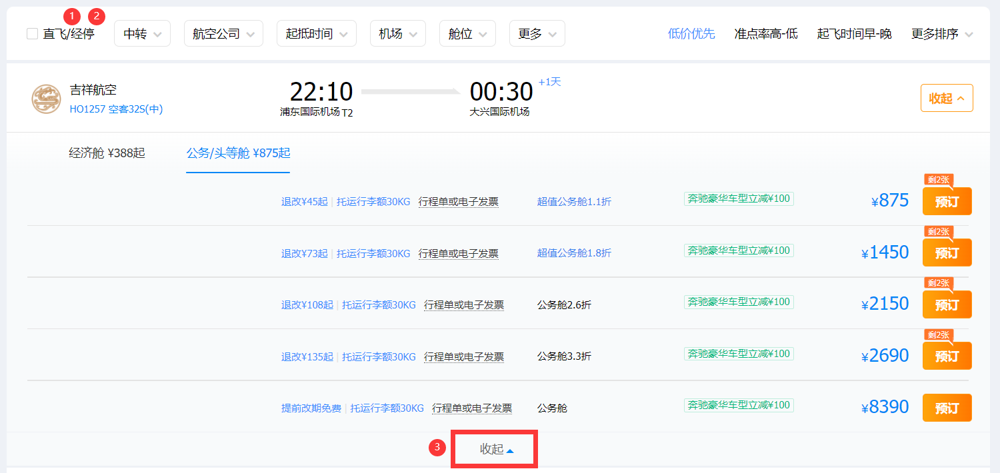 1 2
直飞/经停 中转 航空公司 起抵时间 机场 舱位 更多 低价优先 准点率高-低 起飞时间早-晚 更多排序
吉祥航空 22:10 00:30 +1天
HO1257 空客32S(中) 浦东国际机场 T2 大兴国际机场 收起
经济舱 ¥388起 公务/头等舱 ¥875起
剩2张
退改¥45起 | 托运行李额30KG 行程单或电子发票 超值公务舱1.1折 奔驰豪华车型立减¥100 ¥875 预订
剩2张
退改¥73起 | 托运行李额30KG 行程单或电子发票 超值公务舱1.8折 奔驰豪华车型立减¥100 ¥1450 预订
剩2张
退改¥108起 | 托运行李额30KG 行程单或电子发票 公务舱2.6折 奔驰豪华车型立减¥100 ¥2150 预订
剩2张
退改¥135起 | 托运行李额30KG 行程单或电子发票 公务舱3.3折 奔驰豪华车型立减¥100 ¥2690 预订
提前改期免费 | 托运行李额30KG 行程单或电子发票 公务舱 奔驰豪华车型立减¥100 ¥8390 预订
3 收起